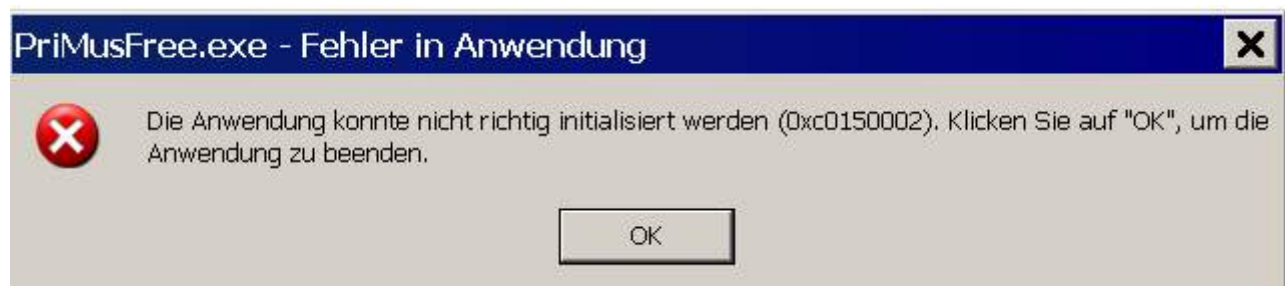 PriMusFree.exe - Fehler in Anwendung
Die Anwendung konnte nicht richtig initialisiert werden (0xc0150002). Klicken Sie auf "OK", um die
Anwendung zu beenden.
OK